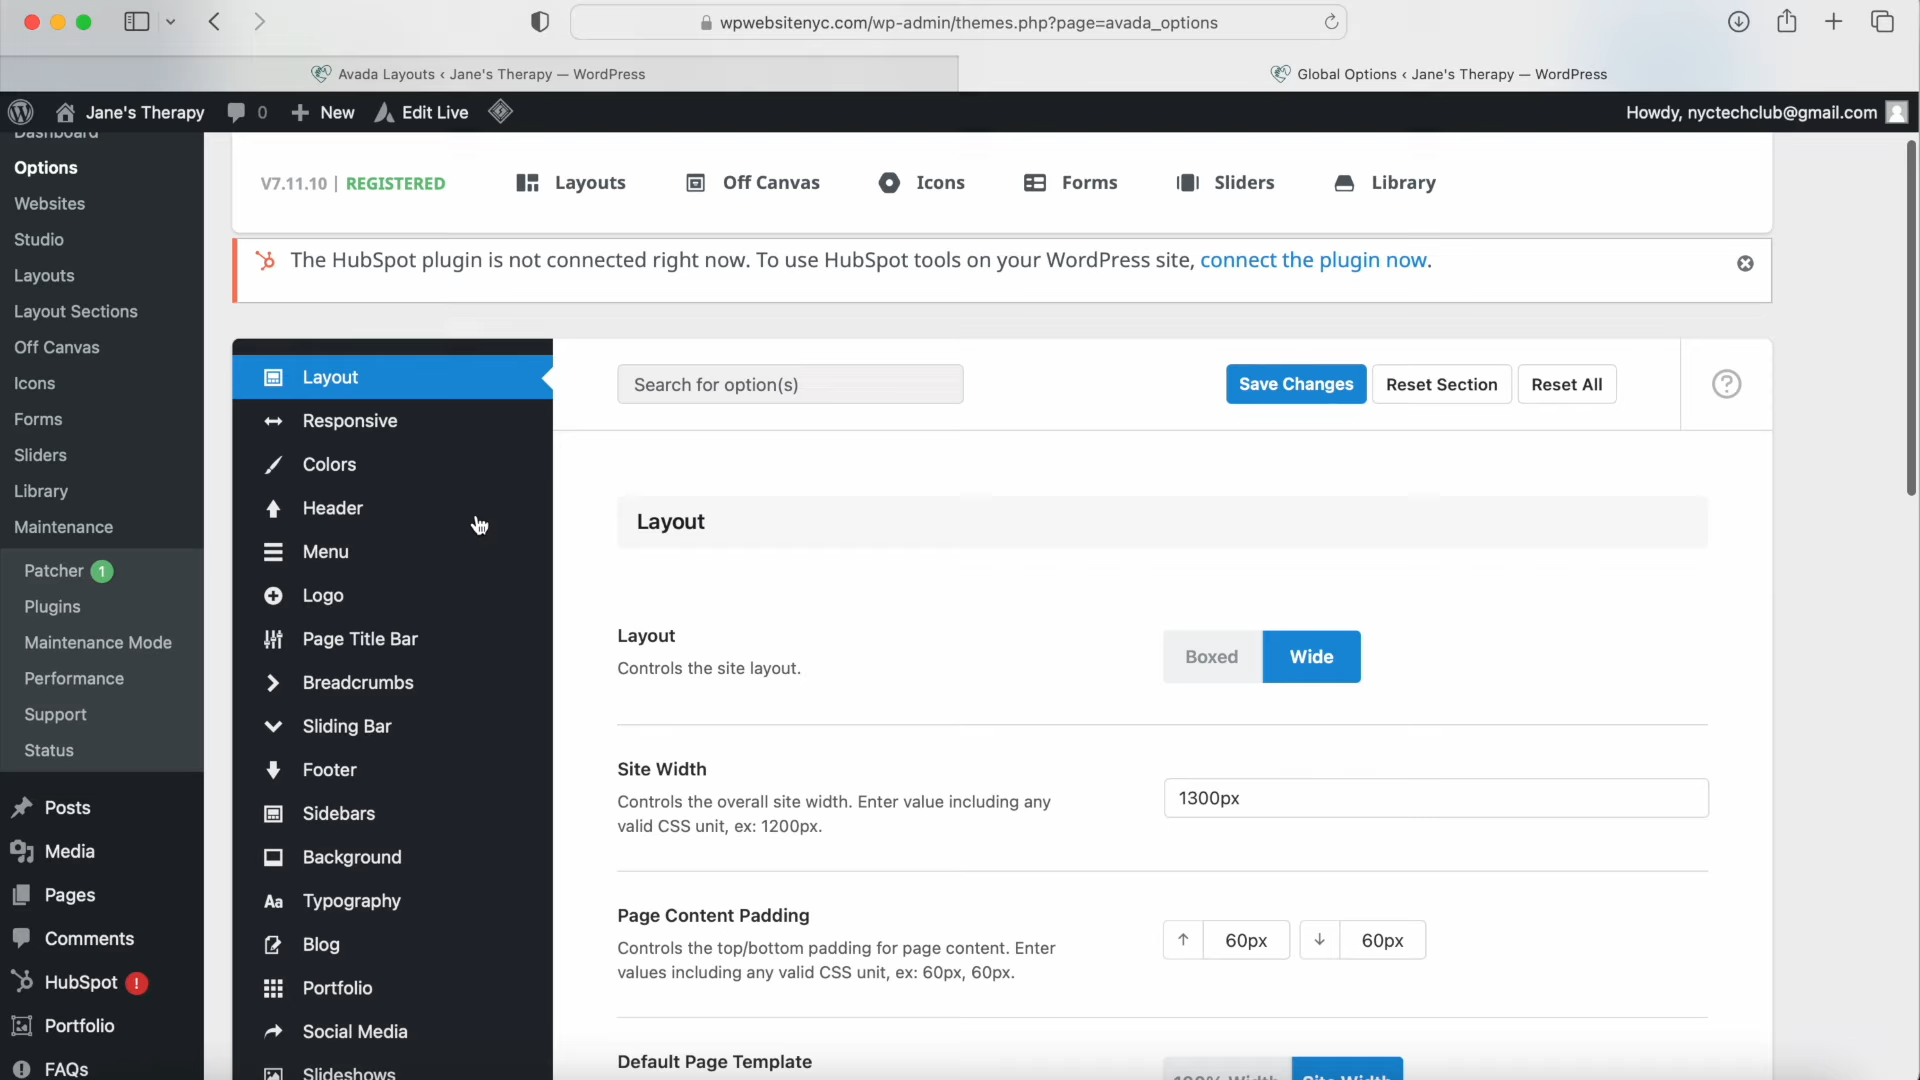 wpwebsitenyc.com/wp-admin/themes.php?page=avada_options
Avada Layouts ‹ Jane's Therapy — WordPress
Global Options ‹ Jane's Therapy — WordPress
Jane's Therapy
0
New
Edit Live
Howdy, nyctechclub@gmail.com
Dashboard
Options
Websites
Studio
Layouts
Layout Sections
Off Canvas
Icons
Forms
Sliders
Library
Maintenance
Patcher 1
Plugins
Maintenance Mode
Performance
Support
Status
Posts
Media
Pages
Comments
HubSpot !
Portfolio
FAQs
V7.11.10 | REGISTERED
Layouts
Off Canvas
Icons
Forms
Sliders
Library
The HubSpot plugin is not connected right now. To use HubSpot tools on your WordPress site, connect the plugin now.
Layout
Responsive
Colors
Header
Menu
Logo
Page Title Bar
Breadcrumbs
Sliding Bar
Footer
Sidebars
Background
Aa Typography
Blog
Portfolio
Social Media
Slideshows
Search for option(s)
Save Changes
Reset Section
Reset All
Layout
Layout
Controls the site layout.
Boxed
Wide
Site Width
Controls the overall site width. Enter value including any
valid CSS unit, ex: 1200px.
1300px
Page Content Padding
Controls the top/bottom padding for page content. Enter
values including any valid CSS unit, ex: 60px, 60px.
60px
60px
Default Page Template
100% Width
Site Width